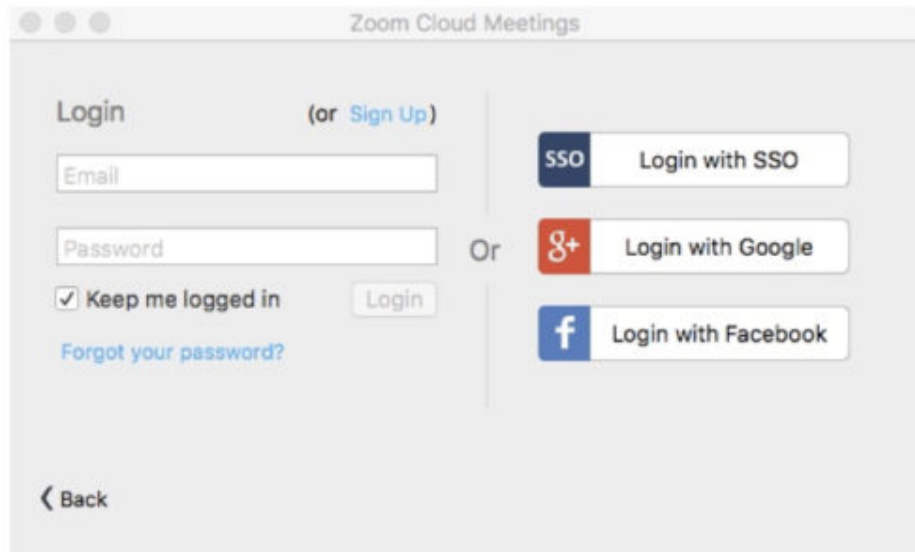 Zoom Cloud Meetings
Login (or Sign Up)
Email
Password
Keep me logged in Login
Forgot your password?
Or
SSO Login with SSO
g+ Login with Google
f Login with Facebook
Back